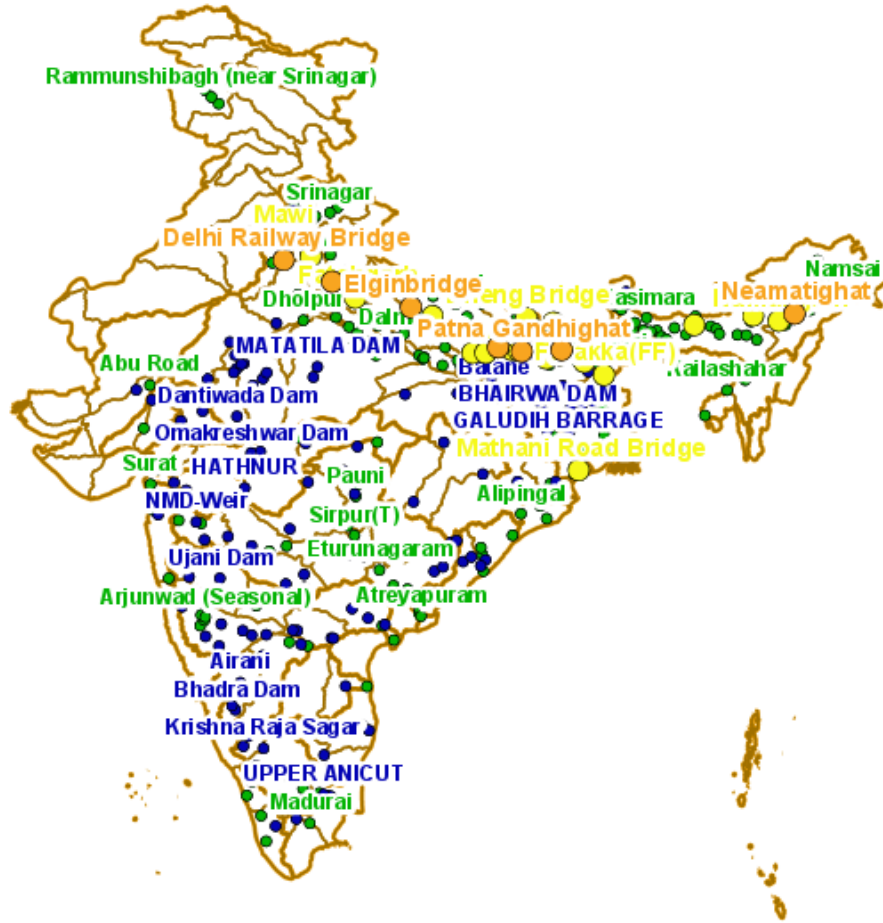 Rammunshibagh (near Srinagar)
Srinagar
Mawi
Delhi Railway Bridge
Namsai
Elginbridge
Neamatighat
Dholpur
Bridge
Patna Gandhighat
MATATILA DAM
Abu Road
Kailashahar
Dantiwada Dam
BHAIRWA DAM
GALUDIH BARRAGE
Omakreshwar Dam
Mathani Road Bridge
Surat
HATHNUR
Pauni
NMD-Weir
Alipingal
Sirpur(T)
Ujani Dam
Eturunagaram
Arjunwad (Seasonal)
Atreyapuram
Airani
Bhadra Dam
Krishna Raja Sagar
UPPER ANICUT
Madurai